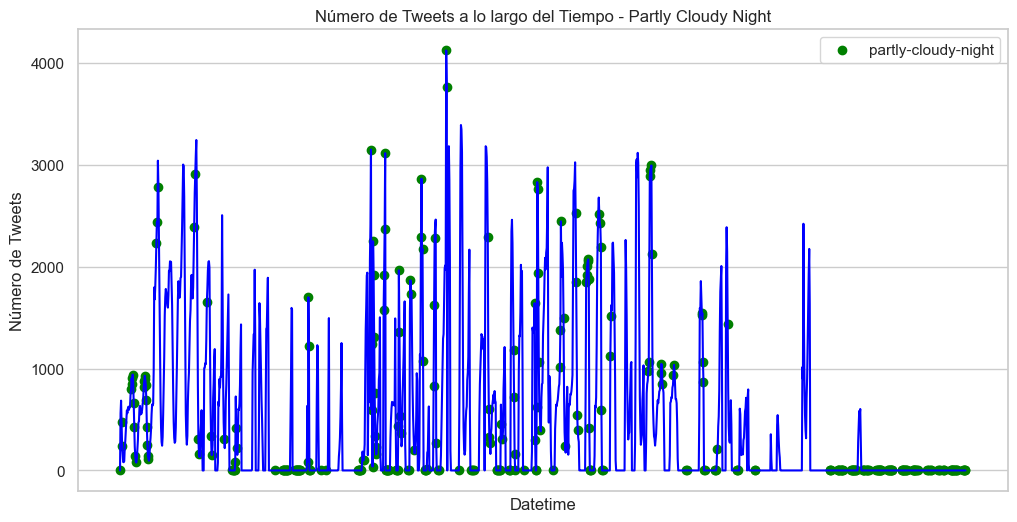 Número de Tweets a lo largo del Tiempo - Partly Cloudy Night
partly-cloudy-night
4000
3000
2000
1000
0
Número de Tweets
Datetime